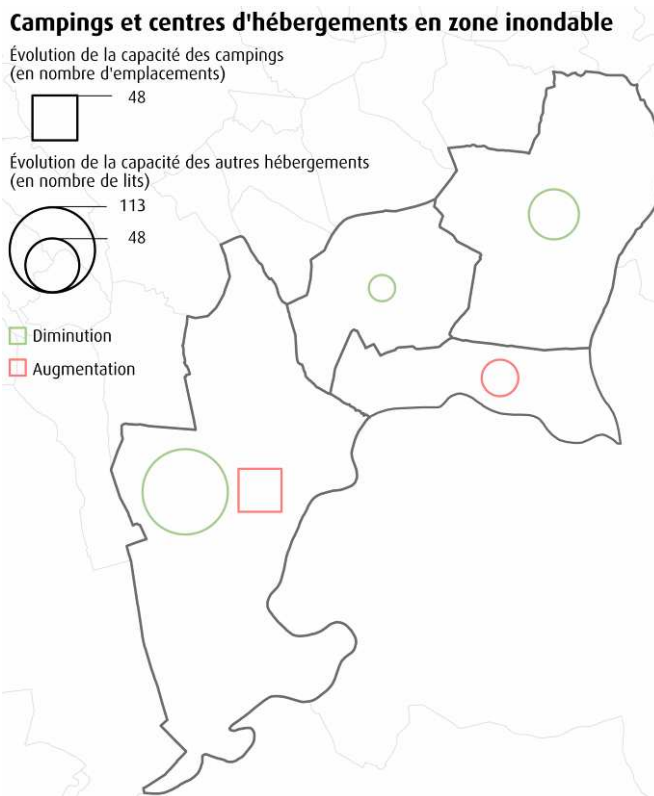 Campings et centres d'hébergements en zone inondable
Évolution de la capacité des campings
(en nombre d'emplacements)
48
Évolution de la capacité des autres hébergements
(en nombre de lits)
113
48
Diminution
Augmentation